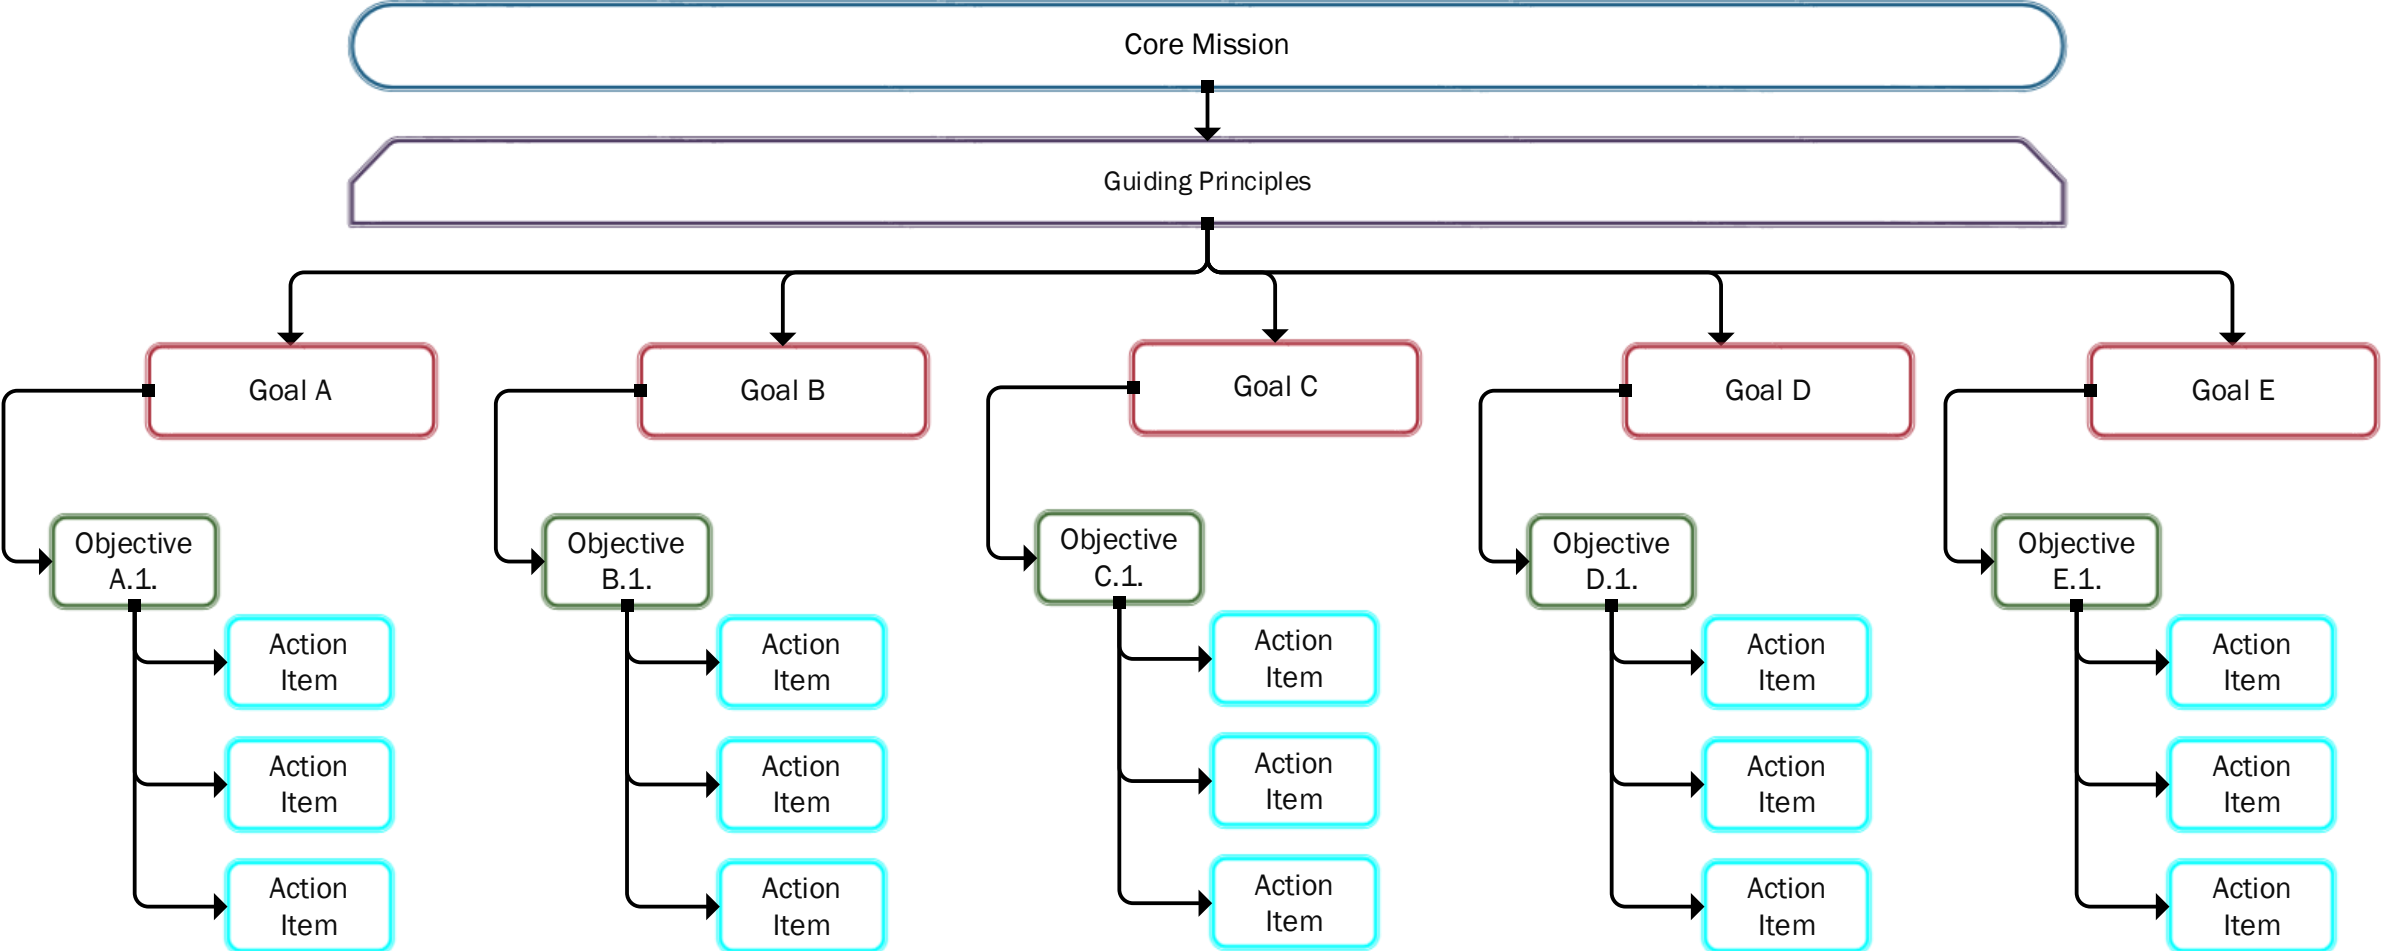 Core Mission
Guiding Principles
Goal A
Goal B
Goal C
Goal D
Goal E
Objective
A.1.
Objective
B.1.
Objective
C.1.
Objective
D.1.
Objective
E.1.
Action
Item
Action
Item
Action
Item
Action
Item
Action
Item
Action
Item
Action
Item
Action
Item
Action
Item
Action
Item
Action
Item
Action
Item
Action
Item
Action
Item
Action
Item